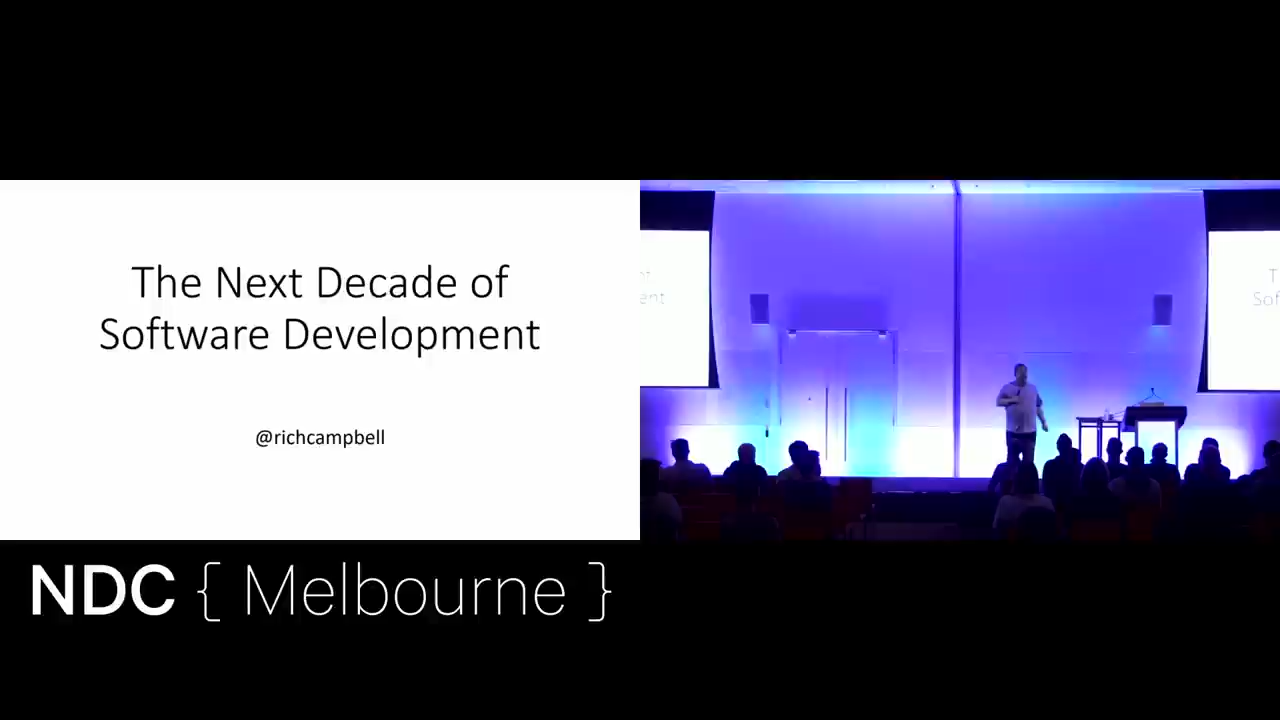 The Next Decade of
Software Development
@richcampbell
NDC { Melbourne }